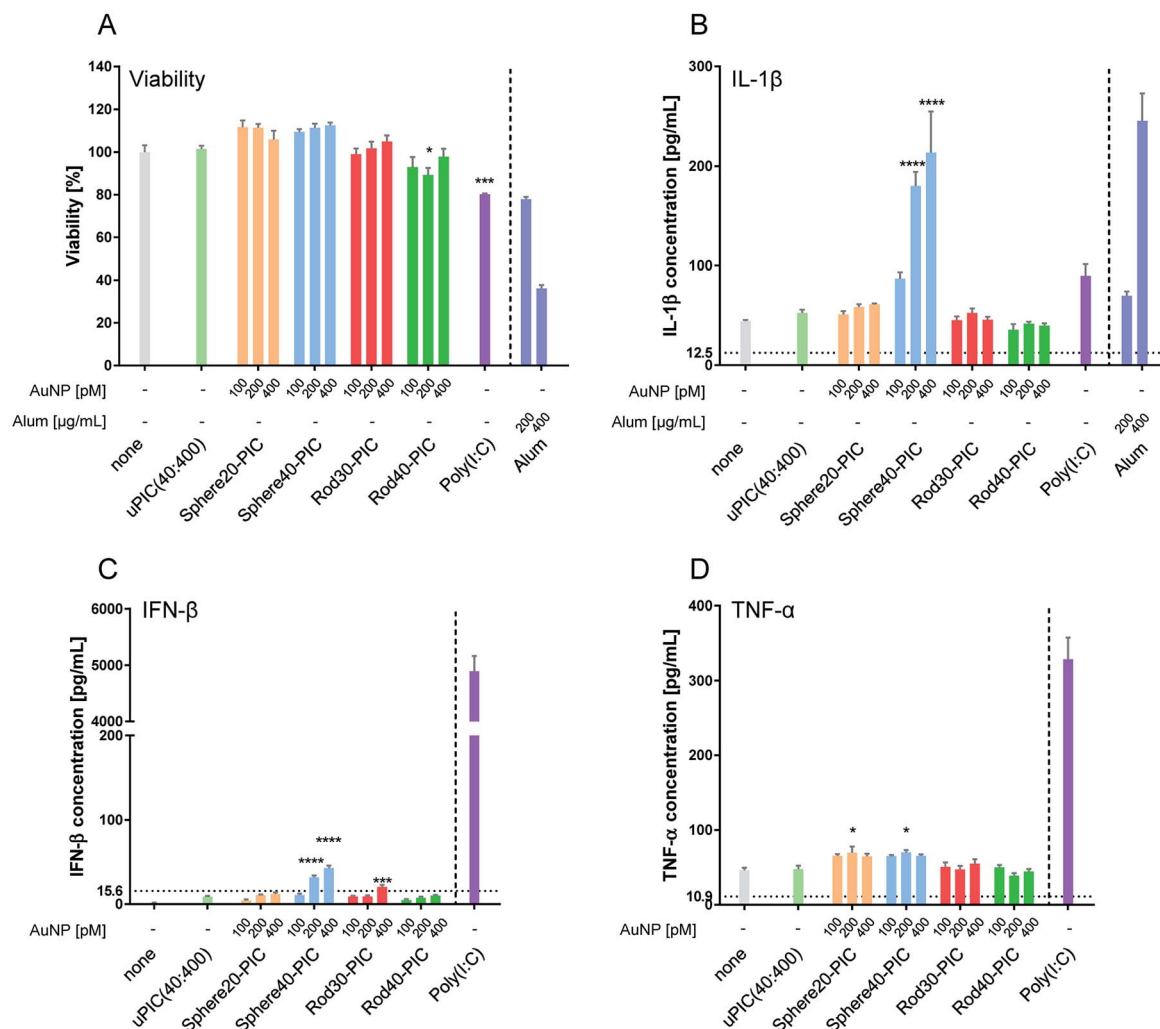 A
Viability
Viability [%]
140
120
100
80
60
40
20
0
*
***
AuNP [pM]
- - 100 200 400 100 200 400 100 200 400 100 200 400 - -
Alum [µg/mL]
- - - - - - - 200 400
none
uPIC(40:400)
Sphere20-PIC
Sphere40-PIC
Rod30-PIC
Rod40-PIC
Poly(I:C)
Alum
B
IL-1β
IL-1β concentration [pg/mL]
300
200
100
12.5
0
****
****
AuNP [pM]
- - 100 200 400 100 200 400 100 200 400 100 200 400 - -
Alum [µg/mL]
- - - - - - - 200 400
none
uPIC(40:400)
Sphere20-PIC
Sphere40-PIC
Rod30-PIC
Rod40-PIC
Poly(I:C)
Alum
C
IFN-β
IFN-β concentration [pg/mL]
6000
5000
4000
200
100
15.6
0
****
****
***
AuNP [pM]
- - 100 200 400 100 200 400 100 200 400 100 200 400 -
none
uPIC(40:400)
Sphere20-PIC
Sphere40-PIC
Rod30-PIC
Rod40-PIC
Poly(I:C)
D
TNF-α
TNF-α concentration [pg/mL]
400
300
200
100
10.9
0
*
*
AuNP [pM]
- - 100 200 400 100 200 400 100 200 400 100 200 400 -
none
uPIC(40:400)
Sphere20-PIC
Sphere40-PIC
Rod30-PIC
Rod40-PIC
Poly(I:C)